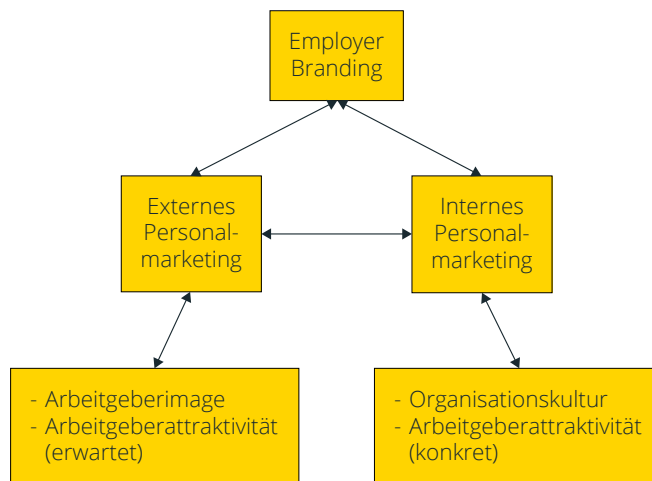 Employer
Branding
Externes
Personal-
marketing
Internes
Personal-
marketing
- Arbeitgeberimage
- Arbeitgeberattraktivität
(erwartet)
- Organisationskultur
- Arbeitgeberattraktivität
(konkret)